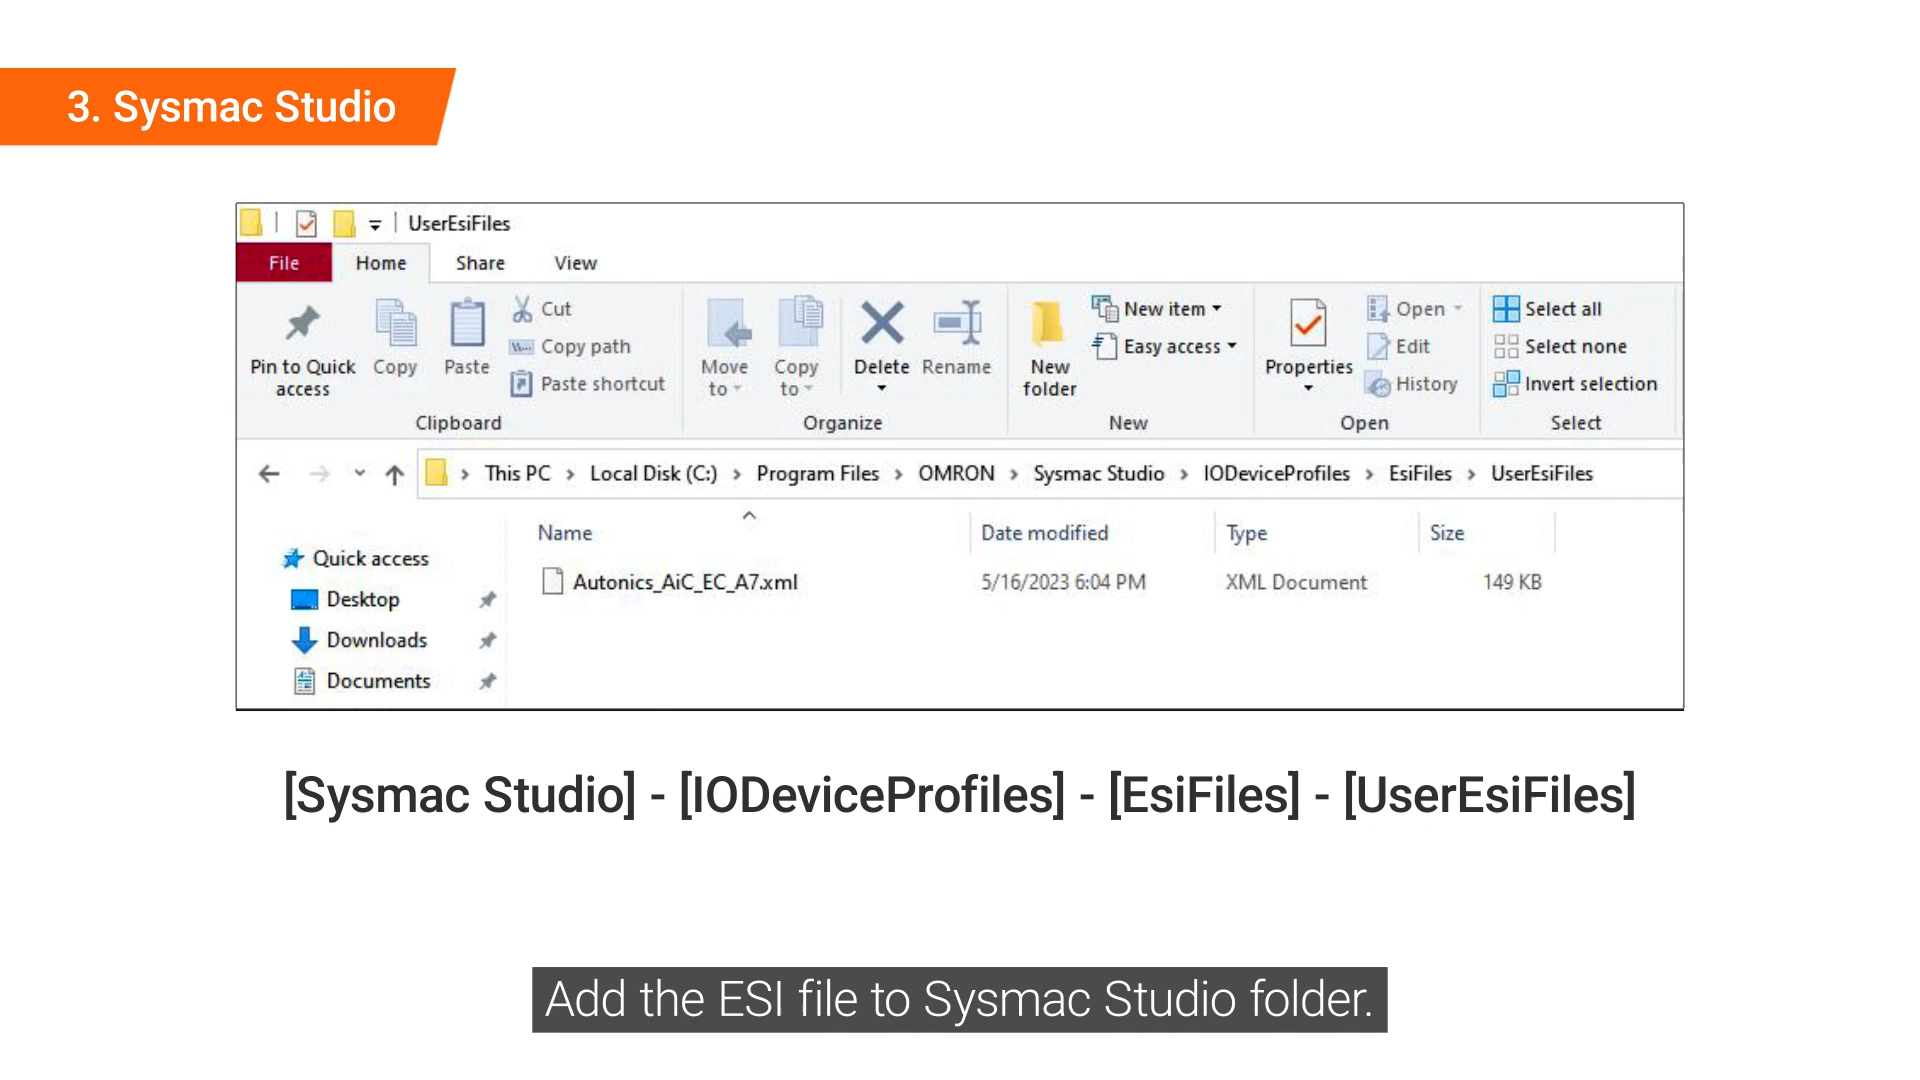 3. Sysmac Studio
UserEsiFiles
File Home Share View
Pin to Quick access
Copy
Paste
Cut
Copy path
Paste shortcut
Clipboard
Move to
Copy to
Delete
Rename
Organize
New folder
New item
Easy access
New
Properties
Open
Edit
History
Open
Select all
Select none
Invert selection
Select
This PC > Local Disk (C:) > Program Files > OMRON > Sysmac Studio > IODeviceProfiles > EsiFiles > UserEsiFiles
Quick access
Desktop
Downloads
Documents
Name Date modified Type Size
Autonics_AiC_EC_A7.xml 5/16/2023 6:04 PM XML Document 149 KB
[Sysmac Studio] - [IODeviceProfiles] - [EsiFiles] - [UserEsiFiles]
Add the ESI file to Sysmac Studio folder.